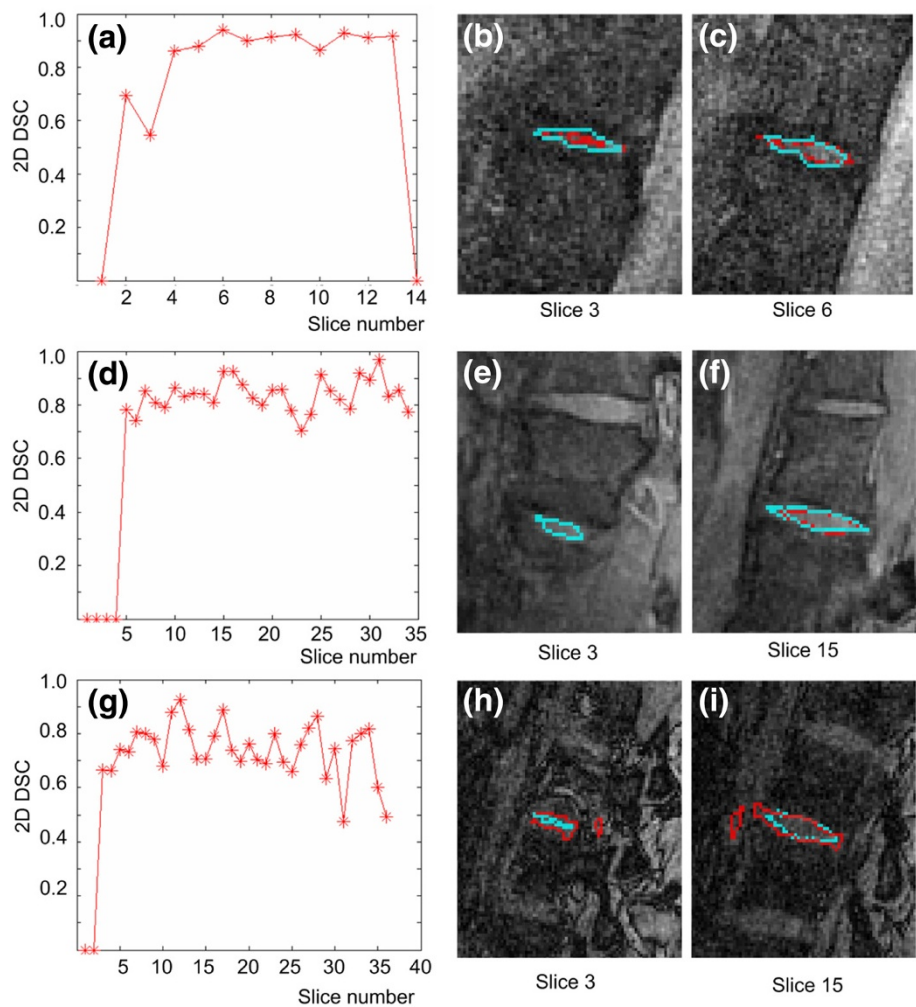 (a)
2D DSC
1.0
0.8
0.6
0.4
0.2
2 4 6 8 10 12 14
Slice number
(b)
Slice 3
(c)
Slice 6
(d)
2D DSC
1.0
0.8
0.6
0.4
0.2
5 10 15 20 25 30 35
Slice number
(e)
Slice 3
(f)
Slice 15
(g)
2D DSC
1.0
0.8
0.6
0.4
0.2
5 10 15 20 25 30 35 40
Slice number
(h)
Slice 3
(i)
Slice 15